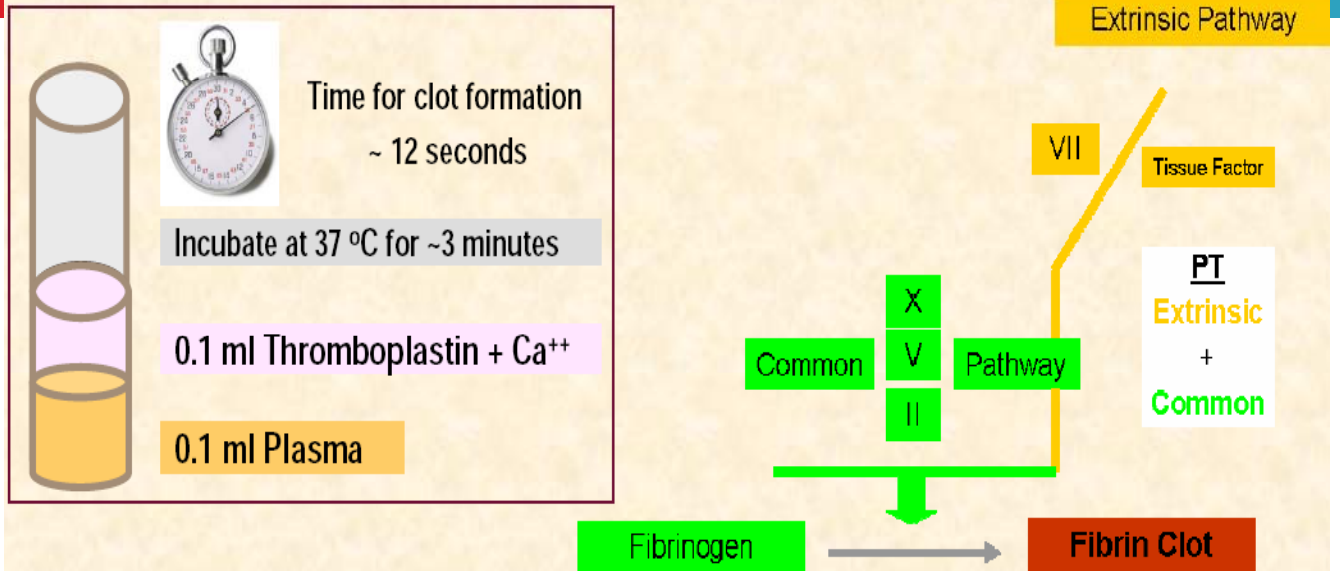 Time for clot formation
~ 12 seconds
Incubate at 37 ºC for ~3 minutes
0.1 ml Thromboplastin + Ca⁺⁺
0.1 ml Plasma
Extrinsic Pathway
VII
Tissue Factor
X
Common V Pathway
II
PT
Extrinsic
+
Common
Fibrinogen
Fibrin Clot